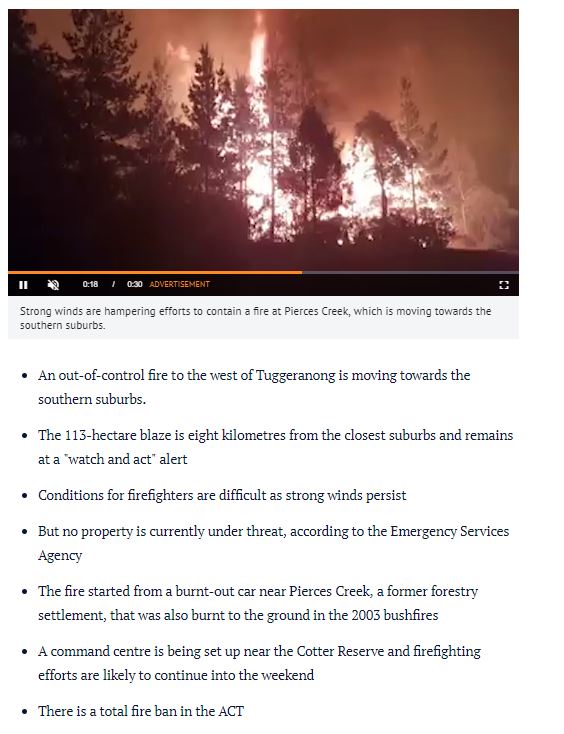 0:18 / 0:30 ADVERTISEMENT
Strong winds are hampering efforts to contain a fire at Pierces Creek, which is moving towards the
southern suburbs.
• An out-of-control fire to the west of Tuggeranong is moving towards the
southern suburbs.
• The 113-hectare blaze is eight kilometres from the closest suburbs and remains
at a "watch and act" alert
• Conditions for firefighters are difficult as strong winds persist
• But no property is currently under threat, according to the Emergency Services
Agency
• The fire started from a burnt-out car near Pierces Creek, a former forestry
settlement, that was also burnt to the ground in the 2003 bushfires
• A command centre is being set up near the Cotter Reserve and firefighting
efforts are likely to continue into the weekend
• There is a total fire ban in the ACT